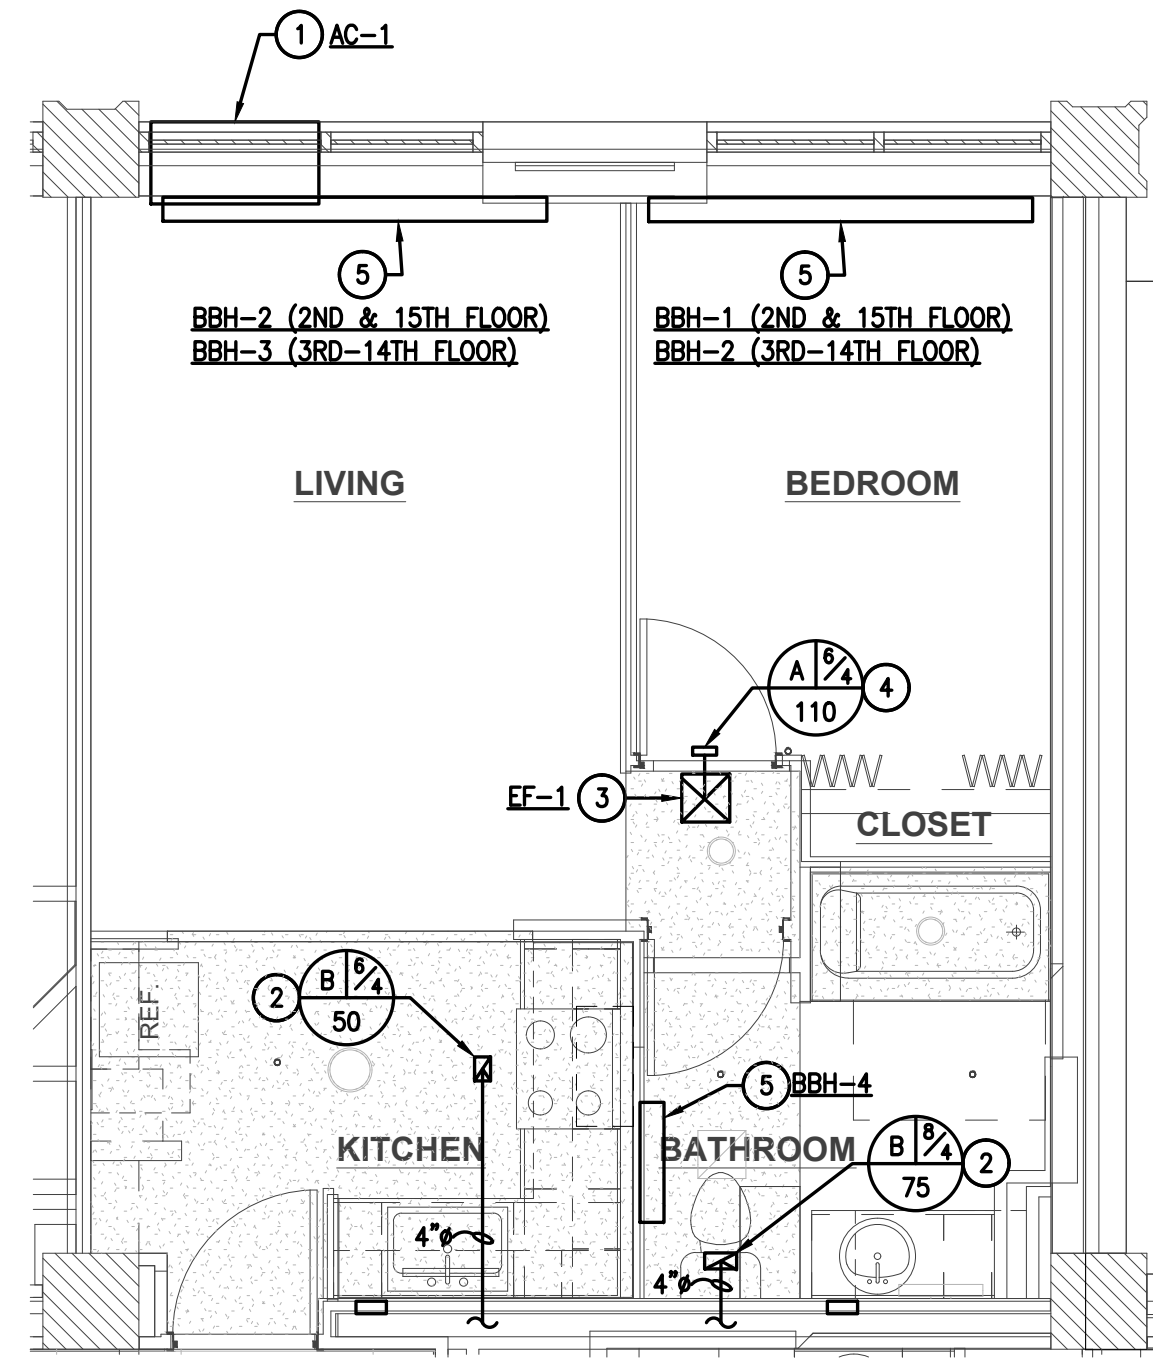 1 AC-1
5
5
BBH-2 (2ND & 15TH FLOOR)
BBH-3 (3RD-14TH FLOOR)
BBH-1 (2ND & 15TH FLOOR)
BBH-2 (3RD-14TH FLOOR)
LIVING
BEDROOM
A 6/4
110
4
EF-1 3
CLOSET
REF.
2
B 6/4
50
5 BBH-4
KITCHEN
BATHROOM
B 8/4
75
2
4"ø
4"ø